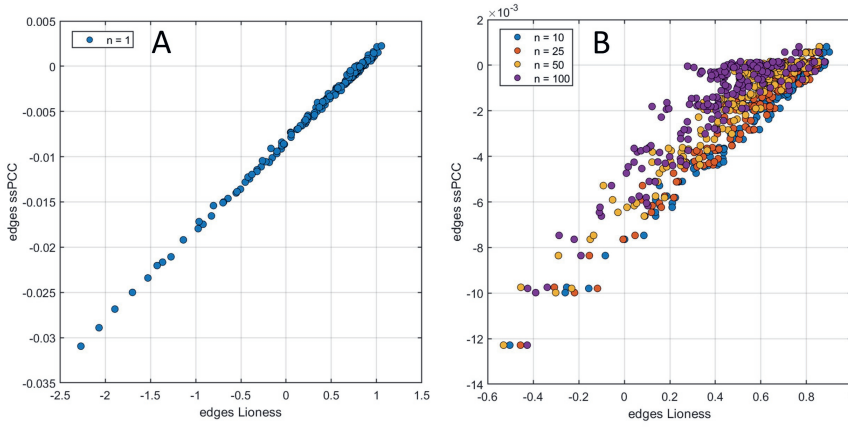 A
n = 1
0.005
0
-0.005
-0.01
-0.015
-0.02
-0.025
-0.03
-0.035
-2.5 -2 -1.5 -1 -0.5 0 0.5 1 1.5
edges ssPCC
edges Lioness
B
×10⁻³
n = 10
n = 25
n = 50
n = 100
2
0
-2
-4
-6
-8
-10
-12
-14
-0.6 -0.4 -0.2 0 0.2 0.4 0.6 0.8
edges ssPCC
edges Lioness